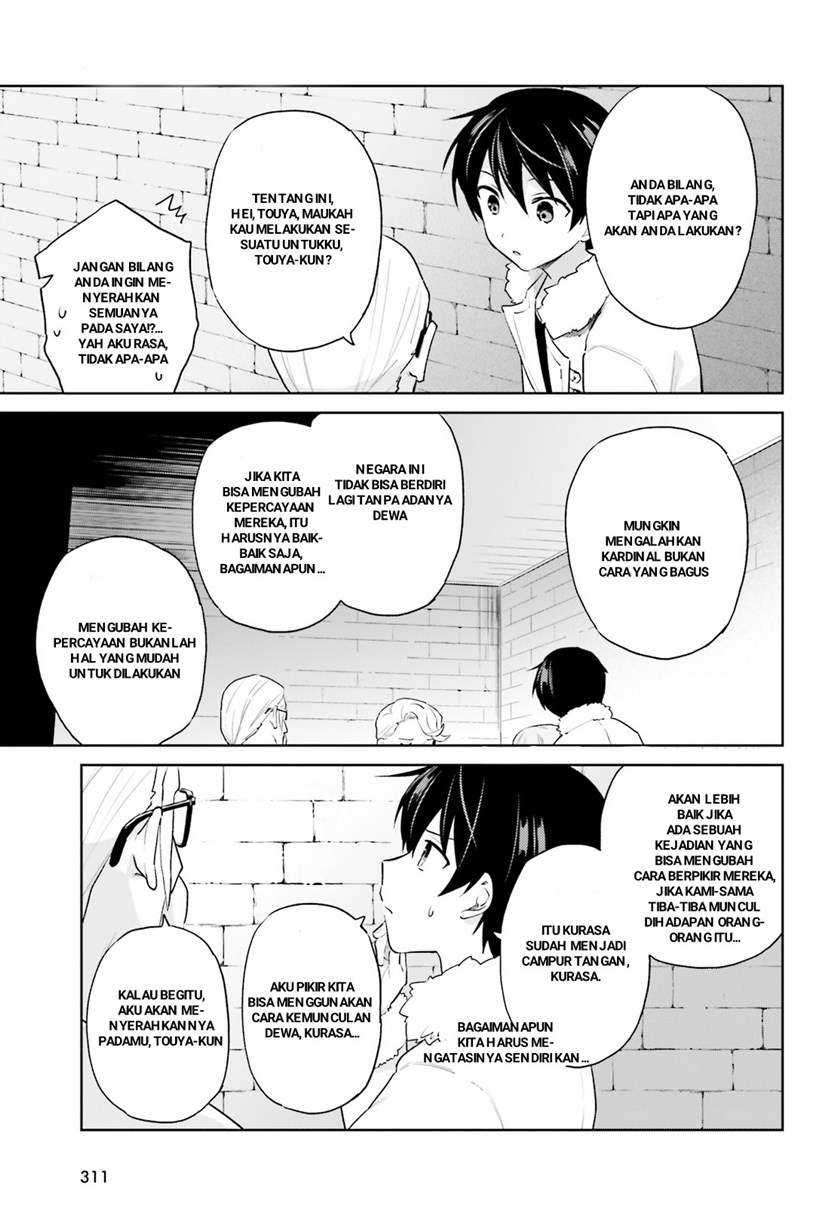 ANDA BILANG,
TIDAK APA-APA
TAPI APA YANG
AKAN ANDA LAKUKAN?
TENTANG INI,
HEI, TOUYA, MAUKAH
KAU MELAKUKAN SE-
SUATU UNTUKKU,
TOUYA-KUN?
JANGAN BILANG
ANDA INGIN ME-
NYERAHKAN
SEMUANYA
PADA SAYA!?...
YAH AKU RASA,
TIDAK APA-APA
MUNGKIN
MENGALAHKAN
KARDINAL BUKAN
CARA YANG BAGUS
NEGARA INI
TIDAK BISA BERDIRI
LAGI TANPA ADANYA
DEWA
JIKA KITA
BISA MENGUBAH
KEPERCAYAAN
MEREKA, ITU
HARUSNYA BAIK-
BAIK SAJA,
BAGAIMANAPUN...
MENGUBAH KE-
PERCAYAAN BUKANLAH
HAL YANG MUDAH
UNTUK DILAKUKAN
AKAN LEBIH
BAIK JIKA
ADA SEBUAH
KEJADIAN YANG
BISA MENGUBAH
CARA BERPIKIR MEREKA,
JIKA KAMI-SAMA
TIBA-TIBA MUNCUL
DIHADAPAN ORANG-
ORANG ITU...
ITU KURASA
SUDAH MENJADI
CAMPUR TANGAN,
KURASA.
BAGAIMANAPUN
KITA HARUS ME-
NGATASINYA SENDIRI KAN...
AKU PIKIR KITA
BISA MENGGUNAKAN
CARA KEMUNCULAN
DEWA, KURASA...
KALAU BEGITU,
AKU AKAN ME-
NYERAHKANNYA
PADAMU, TOUYA-KUN
311